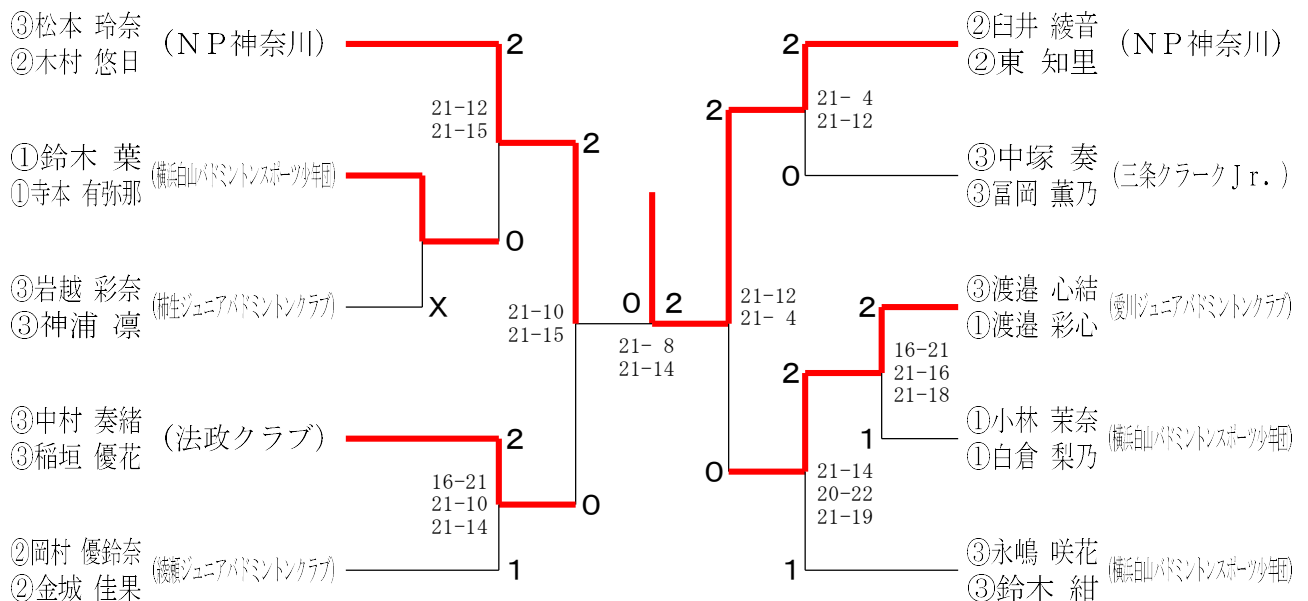 ③松本 玲奈
②木村 悠日
(NP神奈川)
2
21-12
21-15
2
①鈴木 葉
①寺本 有弥那
(横浜白山バドミントンスポーツ少年団)
0
③岩越 彩奈
③神浦 凛
(柿生ジュニアバドミントンクラブ)
X
21-10
21-15
③中村 奏緒
③稲垣 優花
(法政クラブ)
2
16-21
21-10
21-14
0
②岡村 優鈴奈
②金城 佳果
(綾瀬ジュニアバドミントンクラブ)
1
0 2
21- 8
21-14
②臼井 綾音
②東 知里
(NP神奈川)
2
21- 4
21-12
2
③中塚 奏
③冨岡 薫乃
(三条クラークJr.)
0
21-12
21- 4
③渡邉 心結
①渡邉 彩心
(愛川ジュニアバドミントンクラブ)
2
16-21
21-16
21-18
2
①小林 茉奈
①白倉 梨乃
(横浜白山バドミントンスポーツ少年団)
1
0
21-14
20-22
21-19
③永嶋 咲花
③鈴木 紺
(横浜白山バドミントンスポーツ少年団)
1